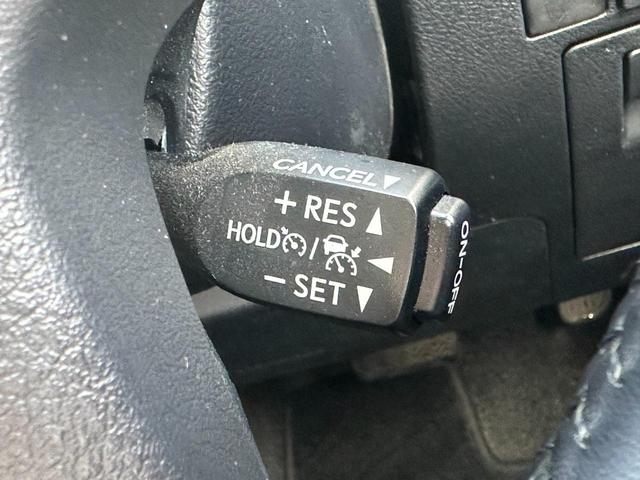 CANCEL▼
+ RES ▲
HOLD / ◀
− SET ▼
ON-OFF